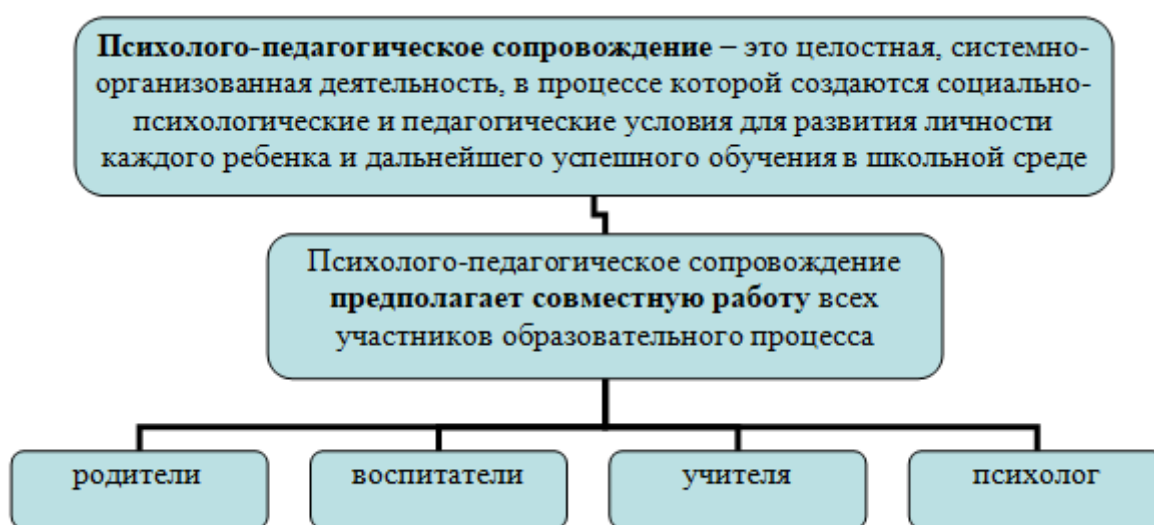 Психолого-педагогическое сопровождение – это целостная, системно-
организованная деятельность, в процессе которой создаются социально-
психологические и педагогические условия для развития личности
каждого ребенка и дальнейшего успешного обучения в школьной среде
Психолого-педагогическое сопровождение
предполагает совместную работу всех
участников образовательного процесса
родители
воспитатели
учителя
психолог